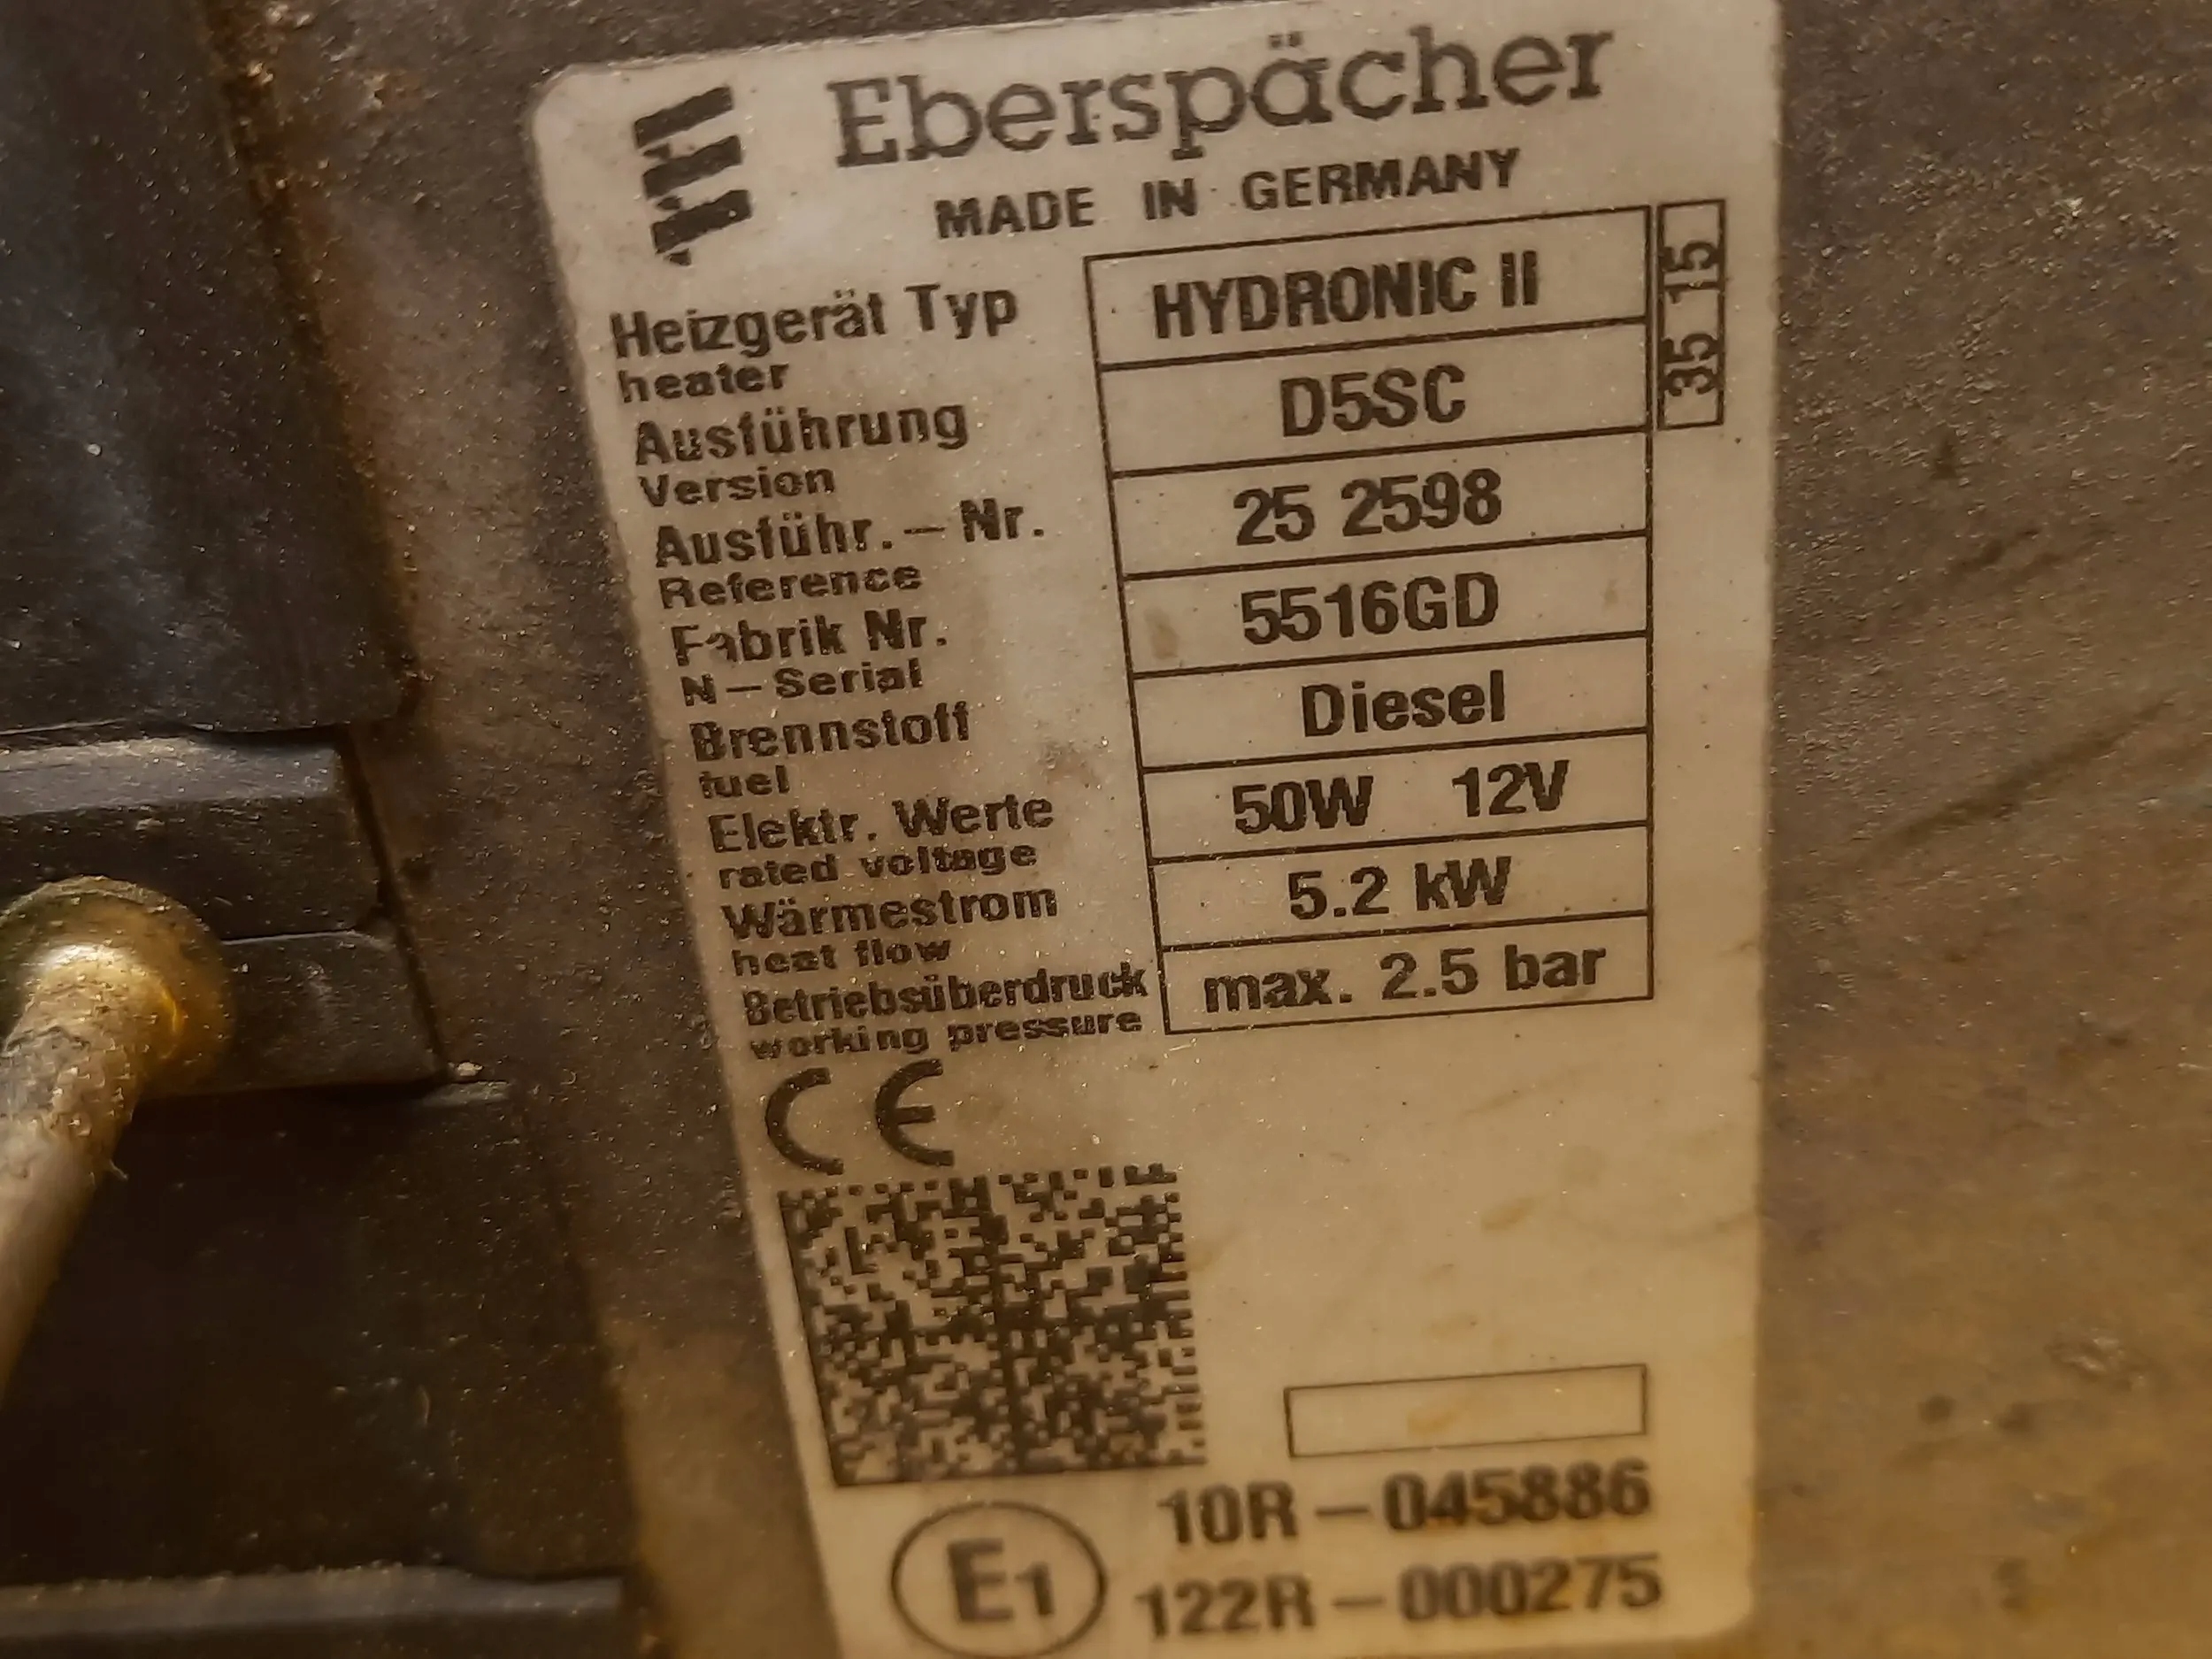 Eberspächer
MADE IN GERMANY
Heizgerät Typ HYDRONIC II
heater
35 15
Ausführung D5SC
Version
Ausführ.-Nr. 25 2598
Reference
Fabrik Nr. 5516GD
N-Serial
Brennstoff Diesel
fuel
Elektr. Werte 50W 12V
rated voltage
Wärmestrom 5.2 kW
heat flow
Betriebsüberdruck max. 2.5 bar
working pressure
CE
10R-045886
E1
122R-000275